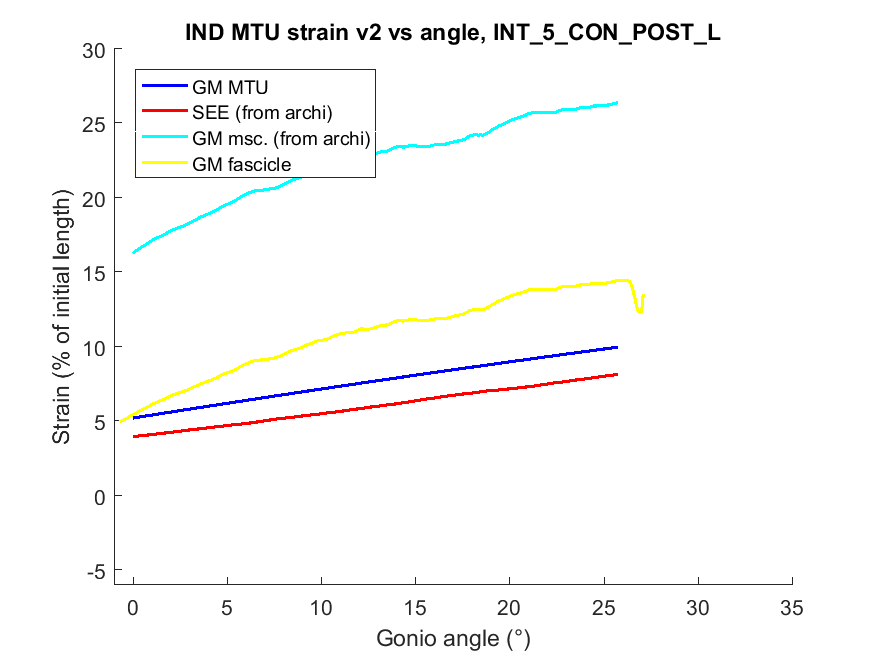 IND MTU strain v2 vs angle, INT_5_CON_POST_L
30
25
20
15
10
5
0
-5
Strain (% of initial length)
GM MTU
SEE (from archi)
GM msc. (from archi)
GM fascicle
0 5 10 15 20 25 30 35
Gonio angle (°)